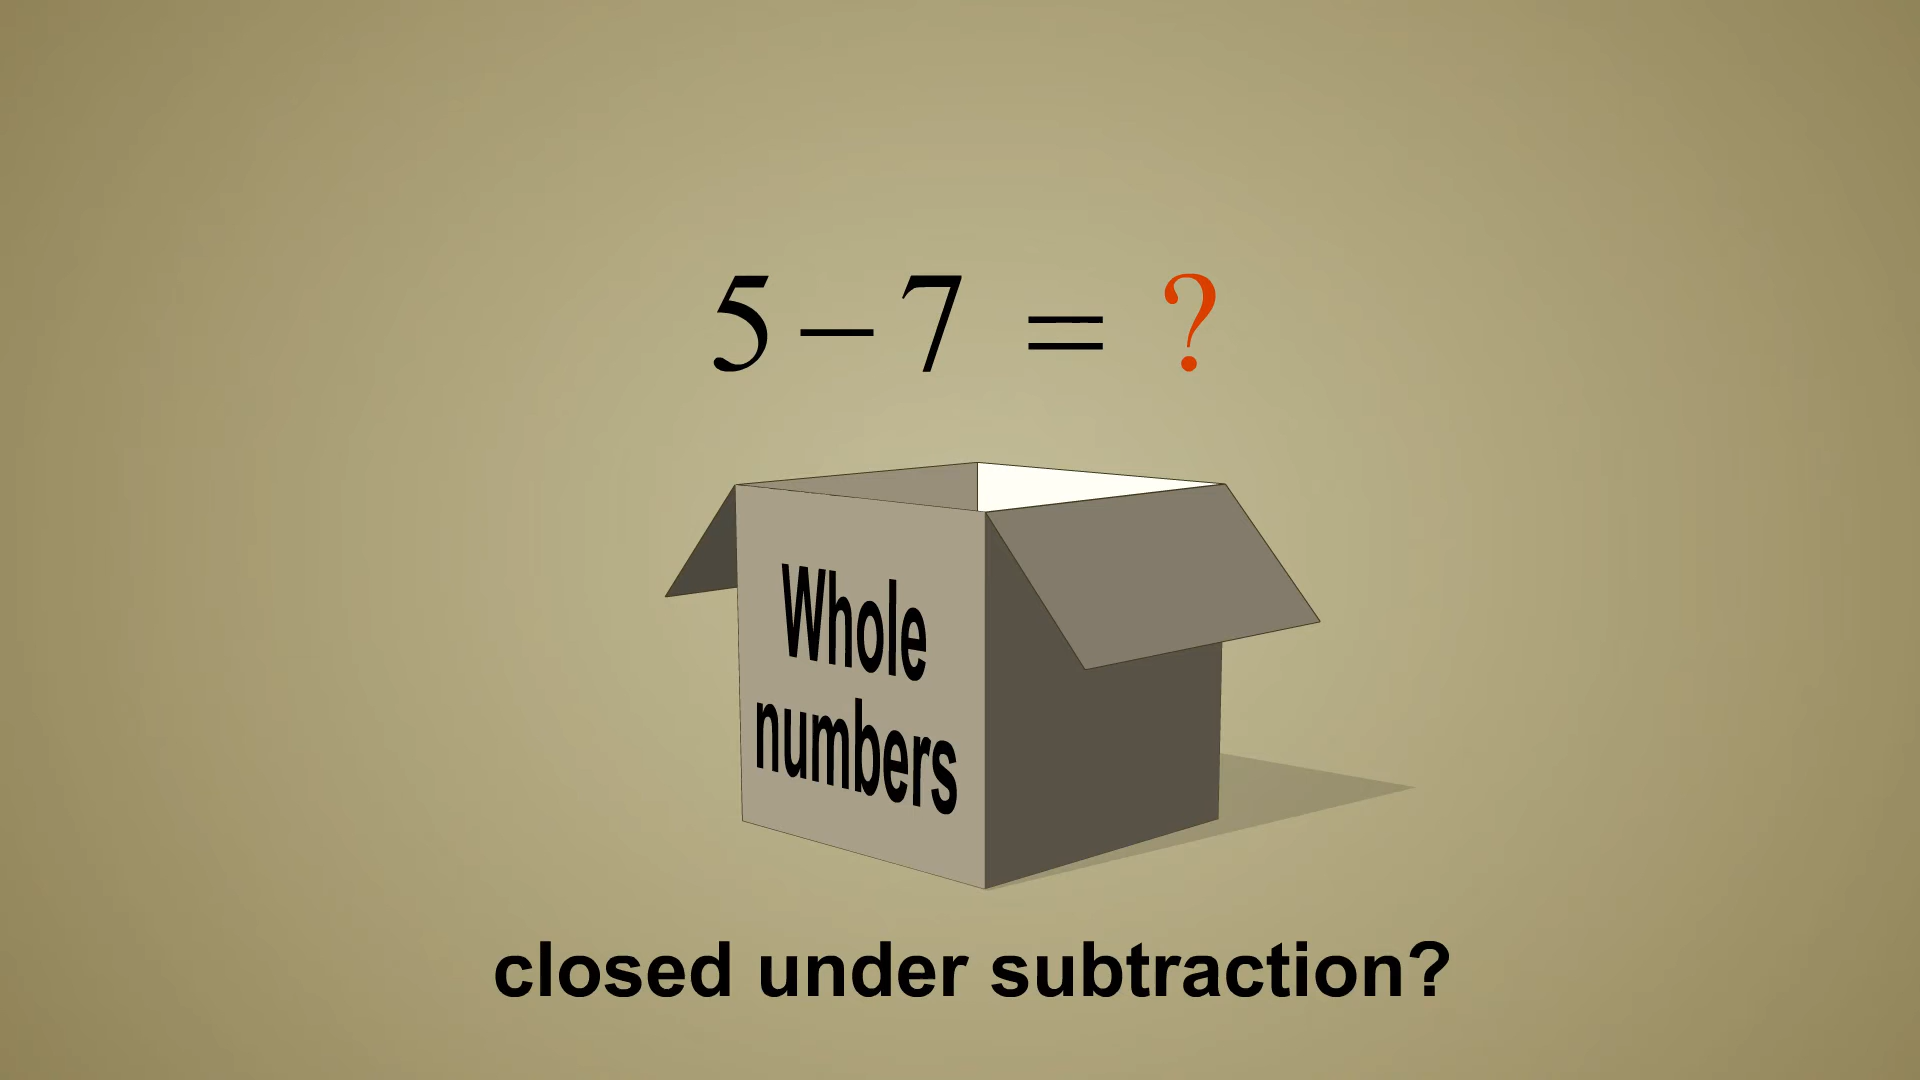 5 – 7 = ?
Whole
numbers
closed under subtraction?